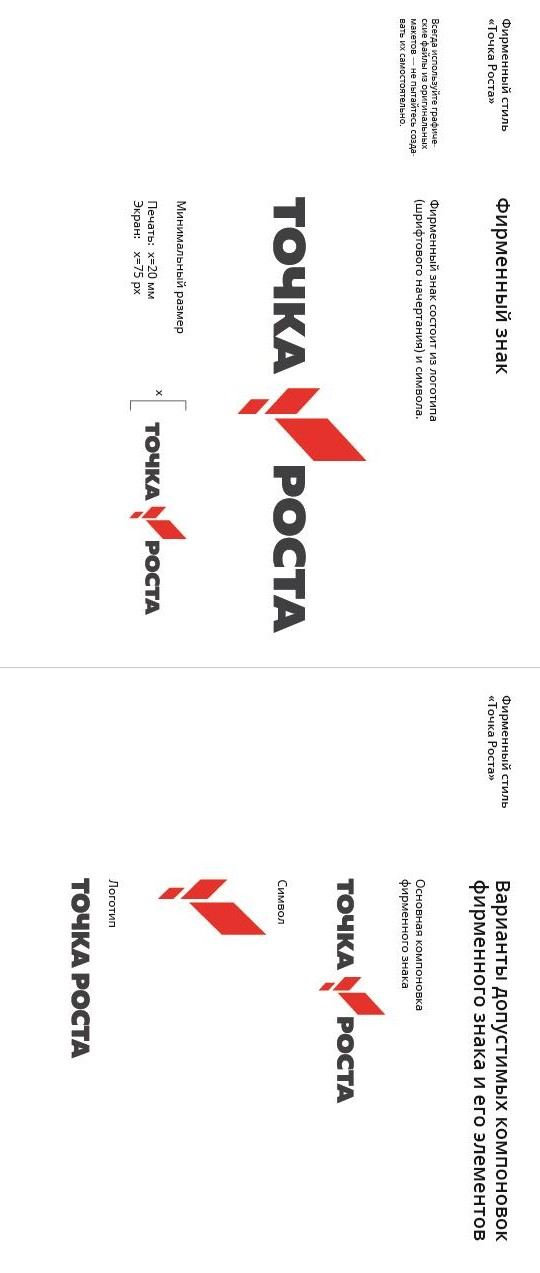 Фирменный стиль
«Точка Роста»
Фирменный знак
Всегда используйте графиче-
ские файлы из оригинальных
макетов — не пытайтесь созда-
вать их самостоятельно.
Фирменный знак состоит из логотипа
(шрифтового начертания) и символа.
ТОЧКА РОСТА
Минимальный размер
Печать: x=20 мм
Экран: x=75 px
x
ТОЧКА РОСТА
Фирменный стиль
«Точка Роста»
Варианты допустимых компоновок
фирменного знака и его элементов
Основная компоновка
фирменного знака
ТОЧКА РОСТА
Символ
Логотип
ТОЧКА РОСТА